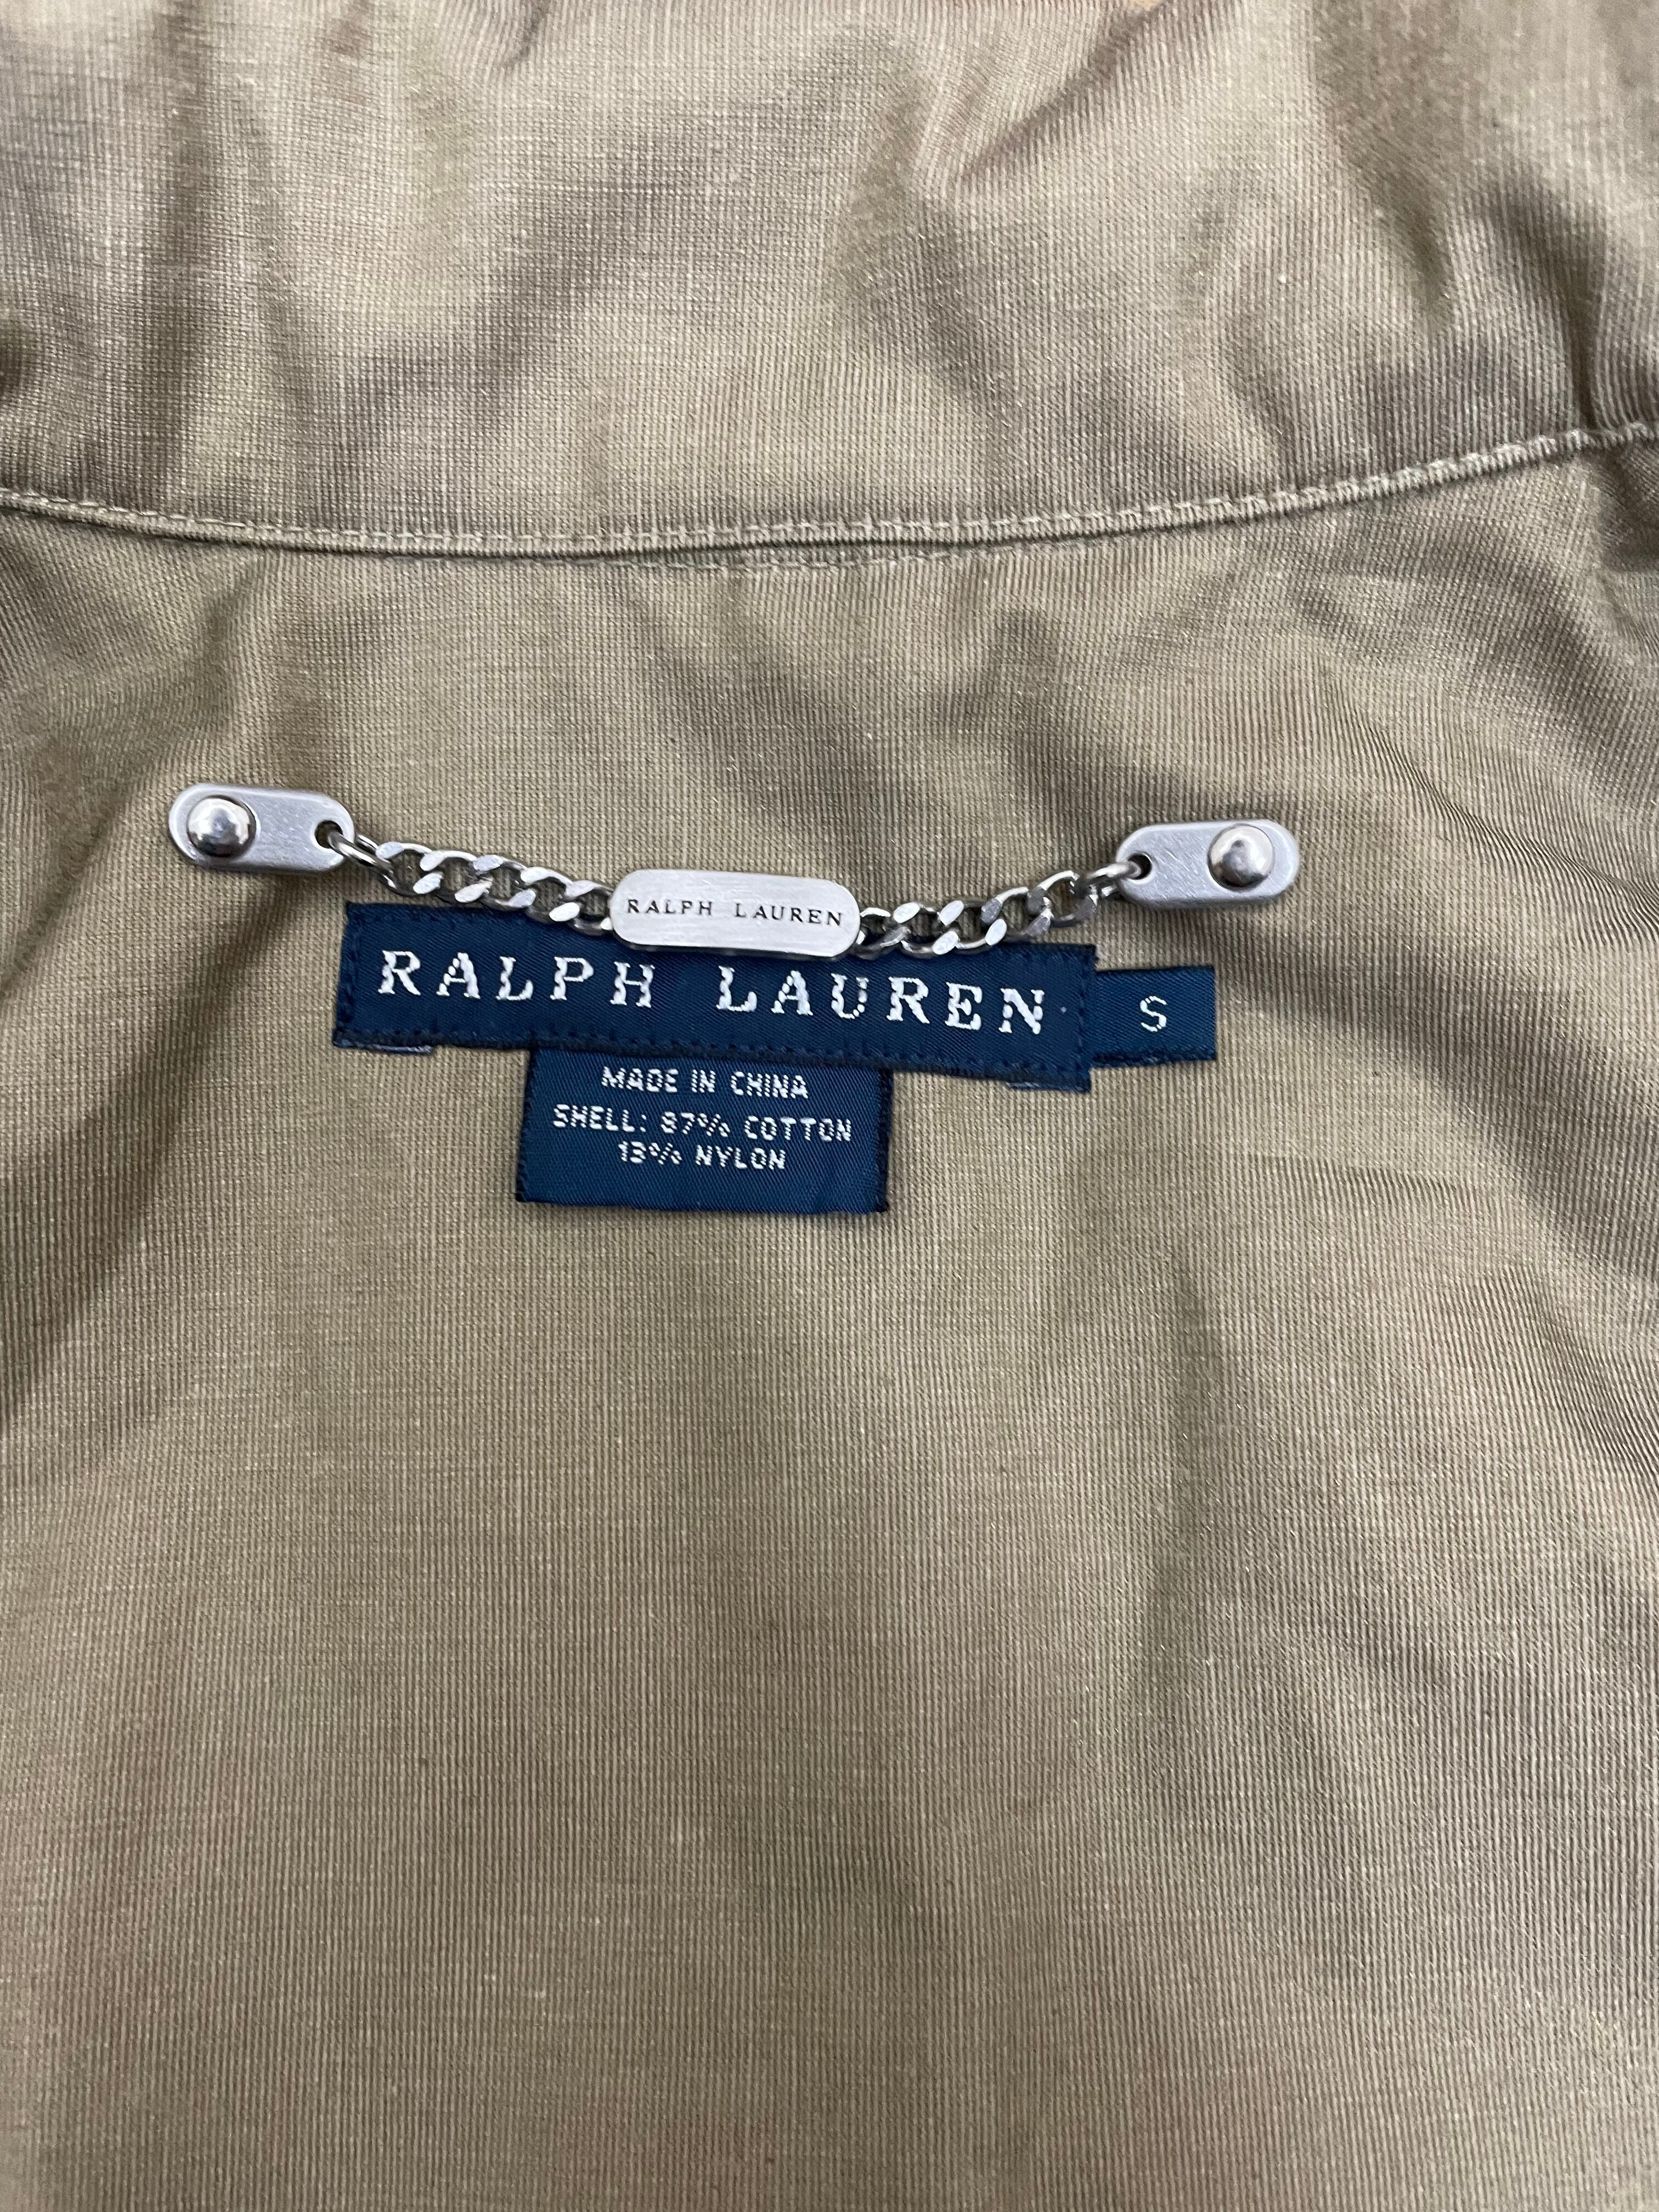 RALPH LAUREN
RALPH LAUREN
S
MADE IN CHINA
SHELL: 87% COTTON
13% NYLON